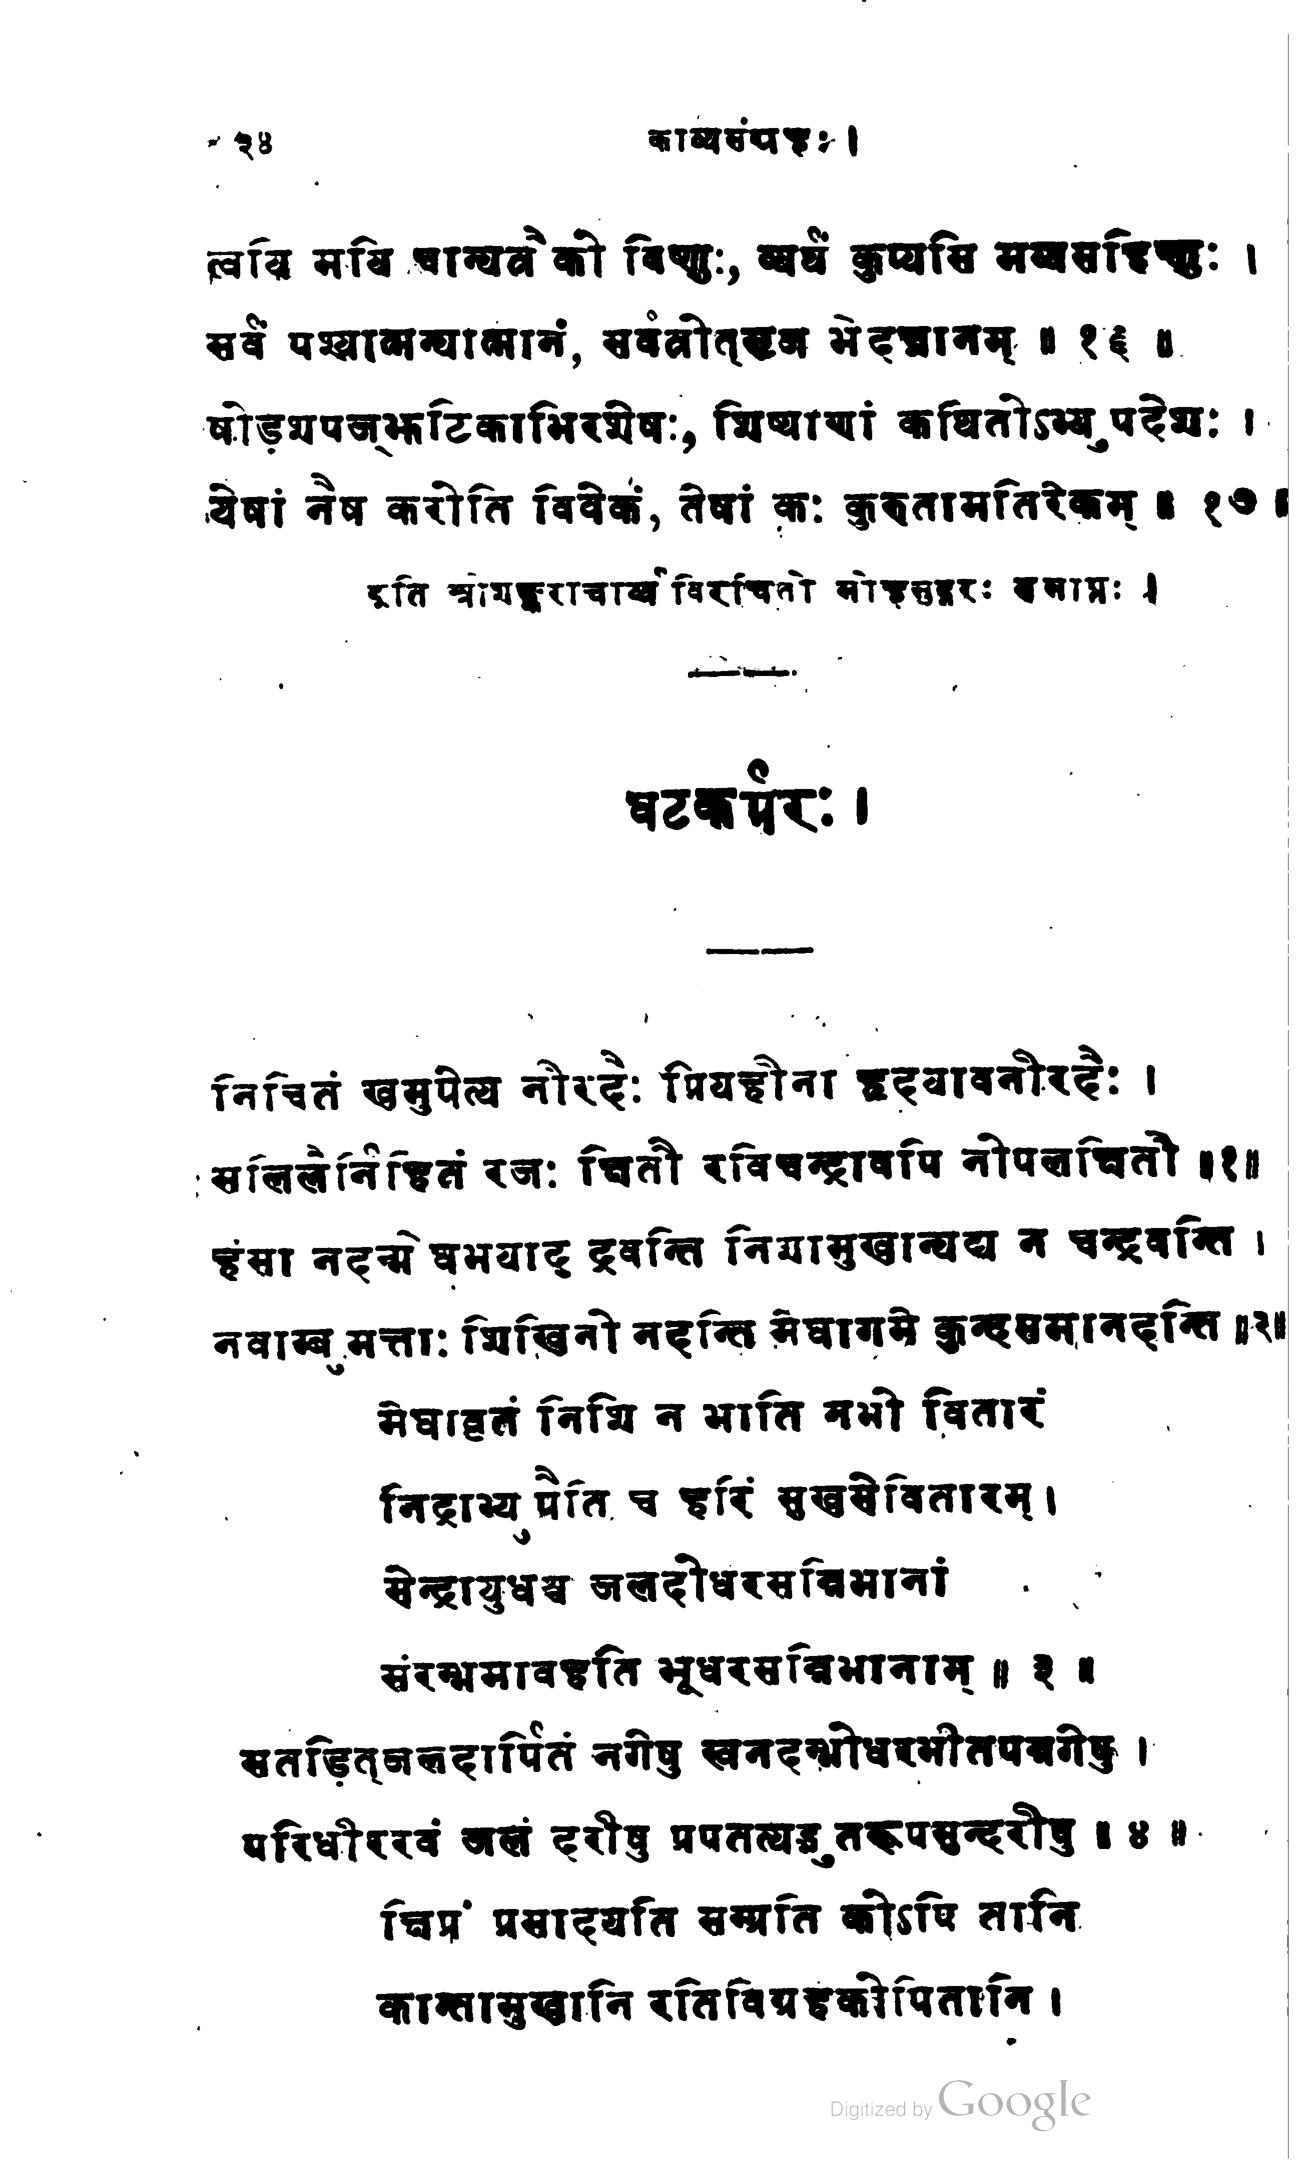 ३४ काव्यसंग्रहः।
त्वयि मयि चान्यत्रैको विष्णुः, व्यर्थं कुप्यसि मय्यसहिष्णुः ।
सर्वं पश्यात्मन्यात्मानं, सर्वत्रोत्सृज भेदज्ञानम् ॥ १६ ॥
षोड़शपज्झटिकाभिरशेषः, शिष्याणां कथितोऽभ्युपदेशः ।
येषां नैष करोति विवेकं, तेषां कः कुरुतामतिरेकम् ॥ १७ ॥
इति श्रीशङ्कराचार्य्यविरचितो मोहमुद्गरः समाप्तः ।
घटकर्परः ।
निचितं खमुपेत्य नीरदैः प्रियहीना हृदयावनीरदैः ।
सलिलैर्निहितं रजः क्षितौ रविचन्द्रावपि नोपलक्षितौ ॥१॥
हंसा नदन्मेघभयाद् द्रवन्ति निशामुखान्यद्य न चन्द्रवन्ति ।
नवाम्बुमत्ताः शिखिनो नदन्ति मेघागमे कुन्दसमानदन्ति ॥२॥
मेघावृतं निशि न भाति नभो वितारं
निद्राभ्युपैति च हरिं सुखसेवितारम् ।
सेन्द्रायुधश्च जलदोधरसन्निभानां
संरम्भमावहति भूधरसन्निभानाम् ॥ ३ ॥
सतड़ित्जलदार्पितं नगेषु स्वनदम्भोधरभीतपन्नगेषु ।
परिधीररवं जलं दरीषु प्रपतत्यद्भुतरूपसुन्दरीषु ॥ ४ ॥
क्षिप्रं प्रसादयति सम्प्रति कोऽपि तानि
कान्तामुखानि रतिविग्रहकोपितानि ।
Digitized by Google